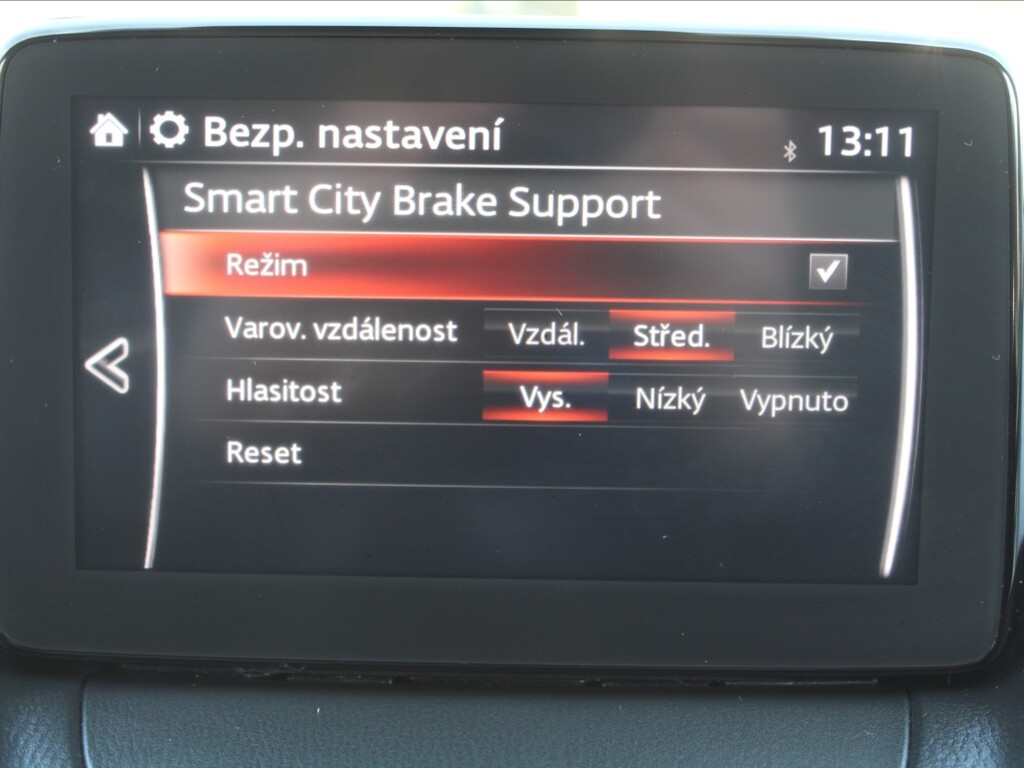 Bezp. nastavení 13:11
Smart City Brake Support
Režim
Varov. vzdálenost Vzdál. Střed. Blízký
Hlasitost Vys. Nízký Vypnuto
Reset